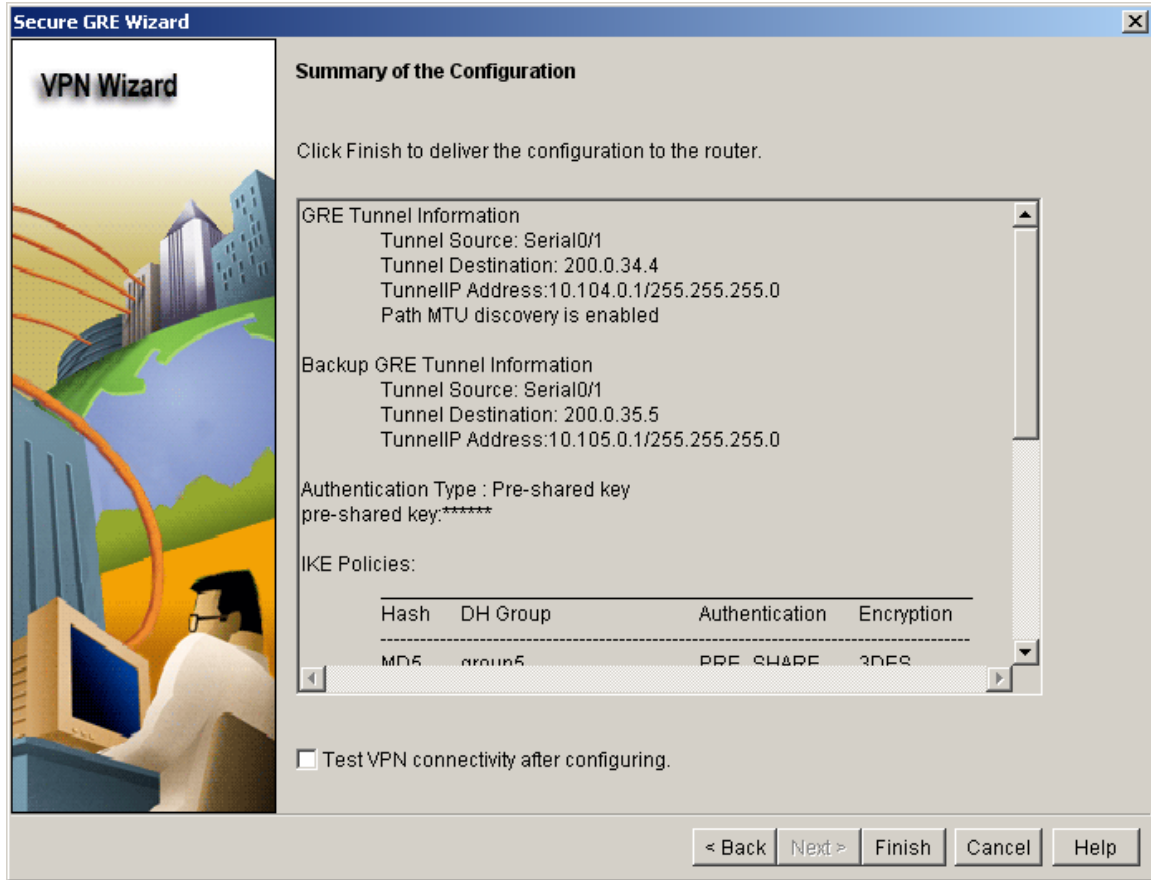 Secure GRE Wizard
VPN Wizard
Summary of the Configuration
Click Finish to deliver the configuration to the router.
GRE Tunnel Information
Tunnel Source: Serial0/1
Tunnel Destination: 200.0.34.4
TunnelIP Address:10.104.0.1/255.255.255.0
Path MTU discovery is enabled
Backup GRE Tunnel Information
Tunnel Source: Serial0/1
Tunnel Destination: 200.0.35.5
TunnelIP Address:10.105.0.1/255.255.255.0
Authentication Type : Pre-shared key
pre-shared key:******
IKE Policies:
Hash DH Group Authentication Encryption
MD5 group5 PRE_SHARE 3DES
Test VPN connectivity after configuring.
< Back Next > Finish Cancel Help